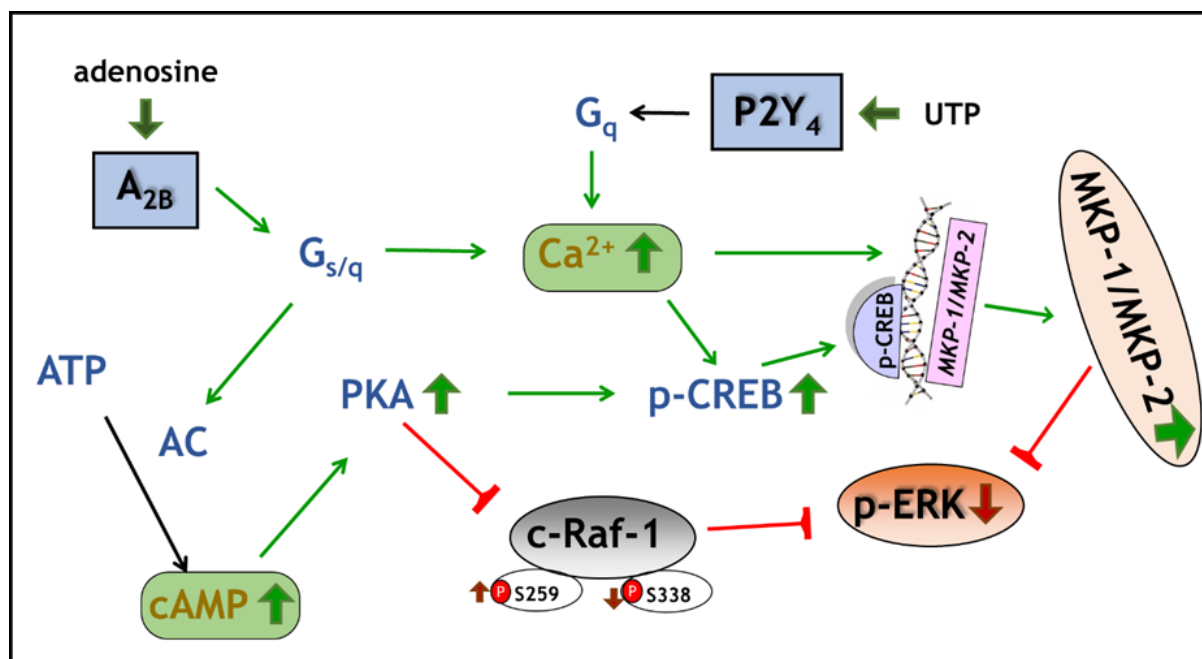 adenosine
A2B
Gs/q
Gq
P2Y4
UTP
Ca2+
ATP
AC
PKA
p-CREB
p-CREB
MKP-1/MKP-2
MKP-1/MKP-2
cAMP
c-Raf-1
P S259
P S338
p-ERK